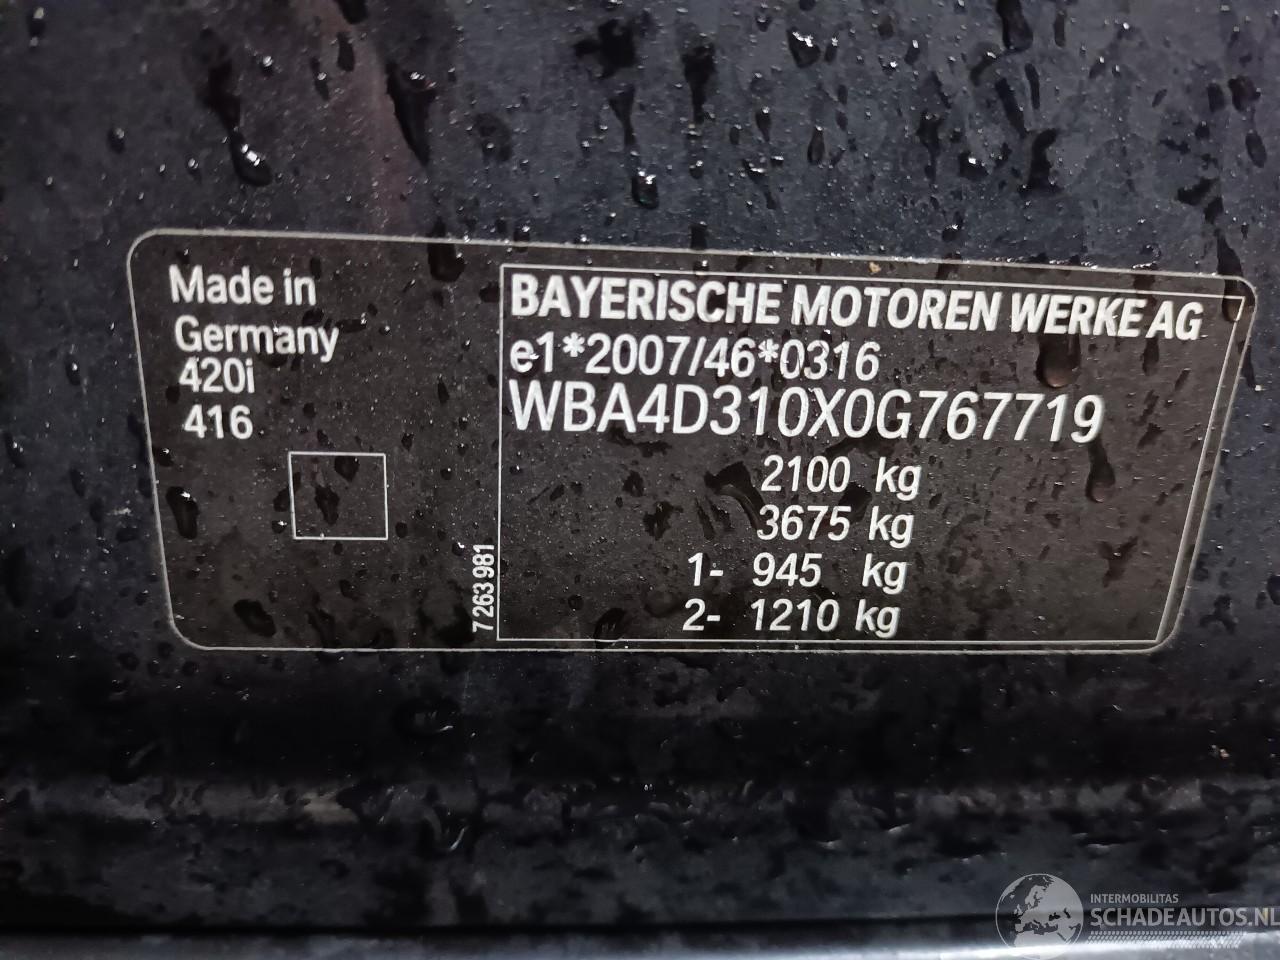 Made in
Germany
420i
416
7 263 981
BAYERISCHE MOTOREN WERKE AG
e1*2007/46*0316
WBA4D310X0G767719
2100 kg
3675 kg
1- 945 kg
2- 1210 kg
INTERMOBILITAS
SCHADEAUTOS.NL